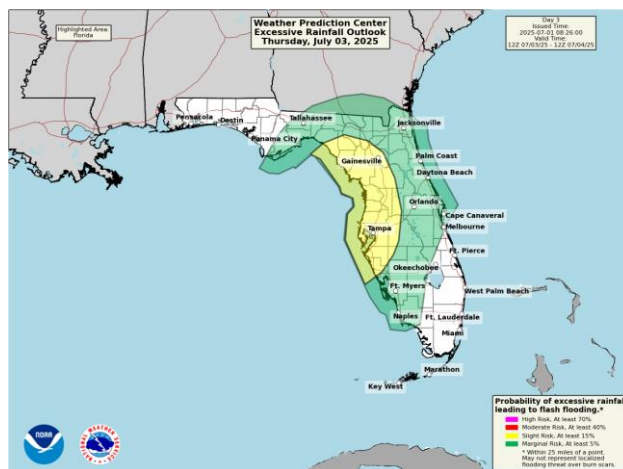 Weather Prediction Center
Excessive Rainfall Outlook
Thursday, July 03, 2025
Highlighted Area:
Florida
Day 3
Issued Time:
2025-07-01 08:26:00
Valid Time:
12Z 07/03/25 - 12Z 07/04/25
Pensacola
Destin
Tallahassee
Panama City
Jacksonville
Gainesville
Palm Coast
Daytona Beach
Orlando
Cape Canaveral
Melbourne
Tampa
Ft. Pierce
Okeechobee
Ft. Myers
West Palm Beach
Naples
Ft. Lauderdale
Miami
Marathon
Key West
NOAA
Probability of excessive rainfall
leading to flash flooding.*
High Risk, At least 70%
Moderate Risk, At least 40%
Slight Risk, At least 15%
Marginal Risk, At least 5%
* Within 25 miles of a point.
May not represent localized
flooding threat over burn scars.